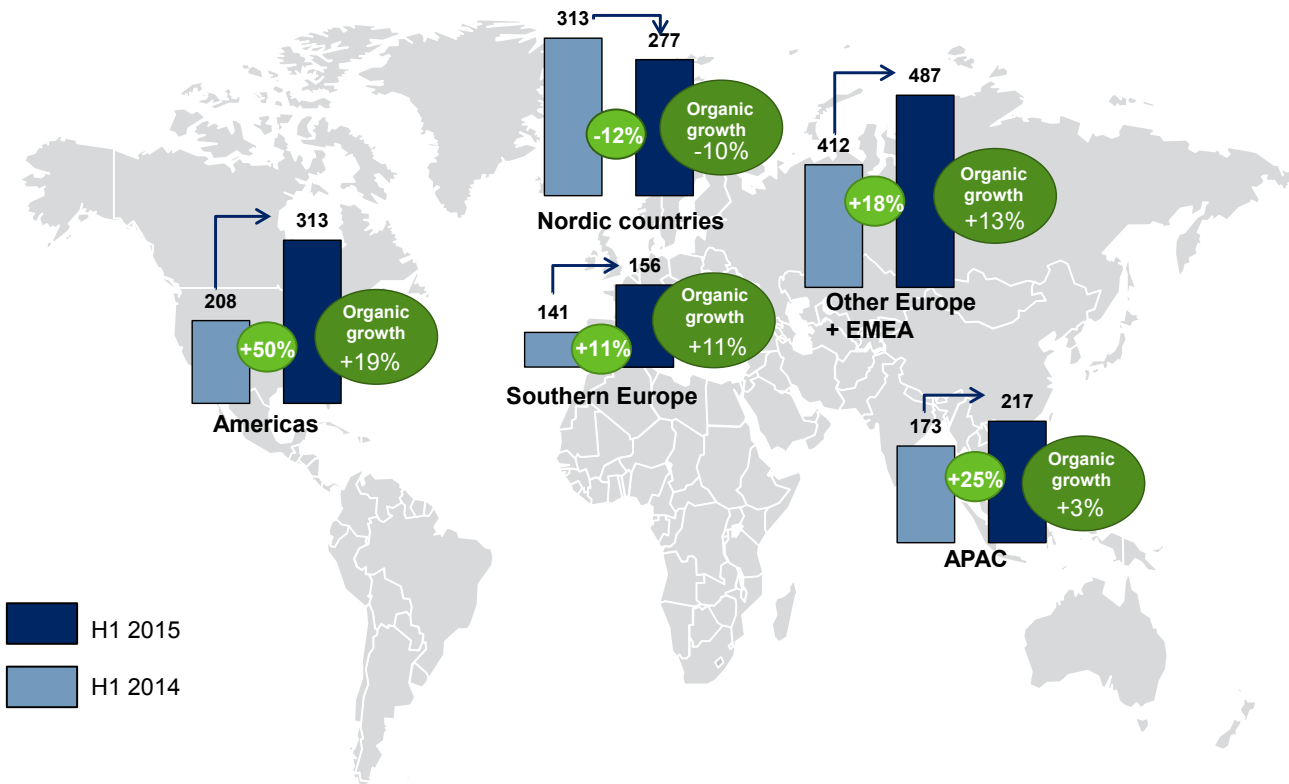 313
277
-12%
Organic
growth
-10%
Nordic countries
412
487
+18%
Organic
growth
+13%
Other Europe
+ EMEA
208
313
+50%
Organic
growth
+19%
Americas
141
156
+11%
Organic
growth
+11%
Southern Europe
173
217
+25%
Organic
growth
+3%
APAC
H1 2015
H1 2014